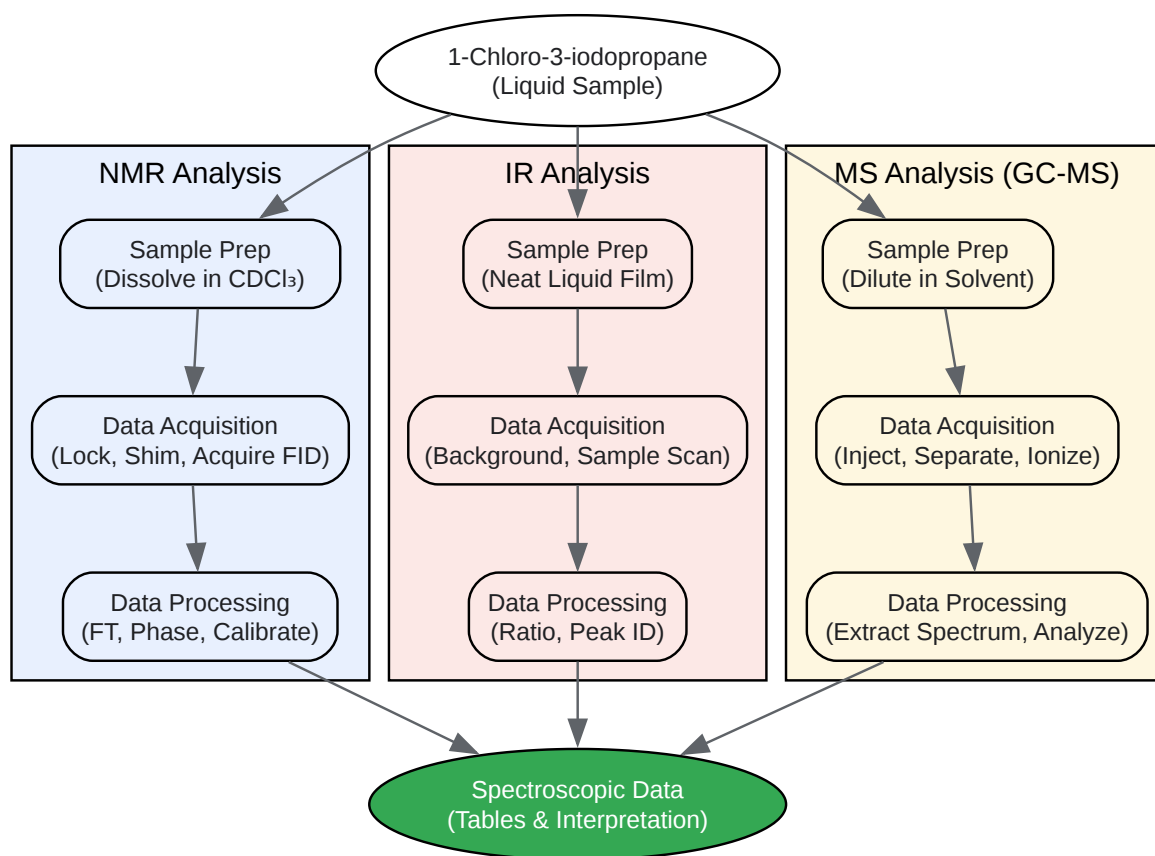 1-Chloro-3-iodopropane
(Liquid Sample)
NMR Analysis
Sample Prep
(Dissolve in CDCl₃)
Data Acquisition
(Lock, Shim, Acquire FID)
Data Processing
(FT, Phase, Calibrate)
IR Analysis
Sample Prep
(Neat Liquid Film)
Data Acquisition
(Background, Sample Scan)
Data Processing
(Ratio, Peak ID)
MS Analysis (GC-MS)
Sample Prep
(Dilute in Solvent)
Data Acquisition
(Inject, Separate, Ionize)
Data Processing
(Extract Spectrum, Analyze)
Spectroscopic Data
(Tables & Interpretation)